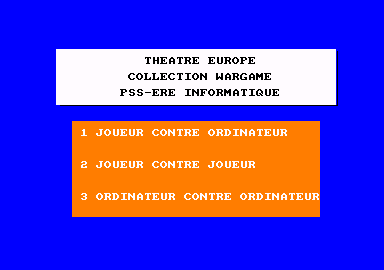 THEATRE EUROPE
COLLECTION WARGAME
PSS-ERE INFORMATIQUE
1 JOUEUR CONTRE ORDINATEUR
2 JOUEUR CONTRE JOUEUR
3 ORDINATEUR CONTRE ORDINATEUR